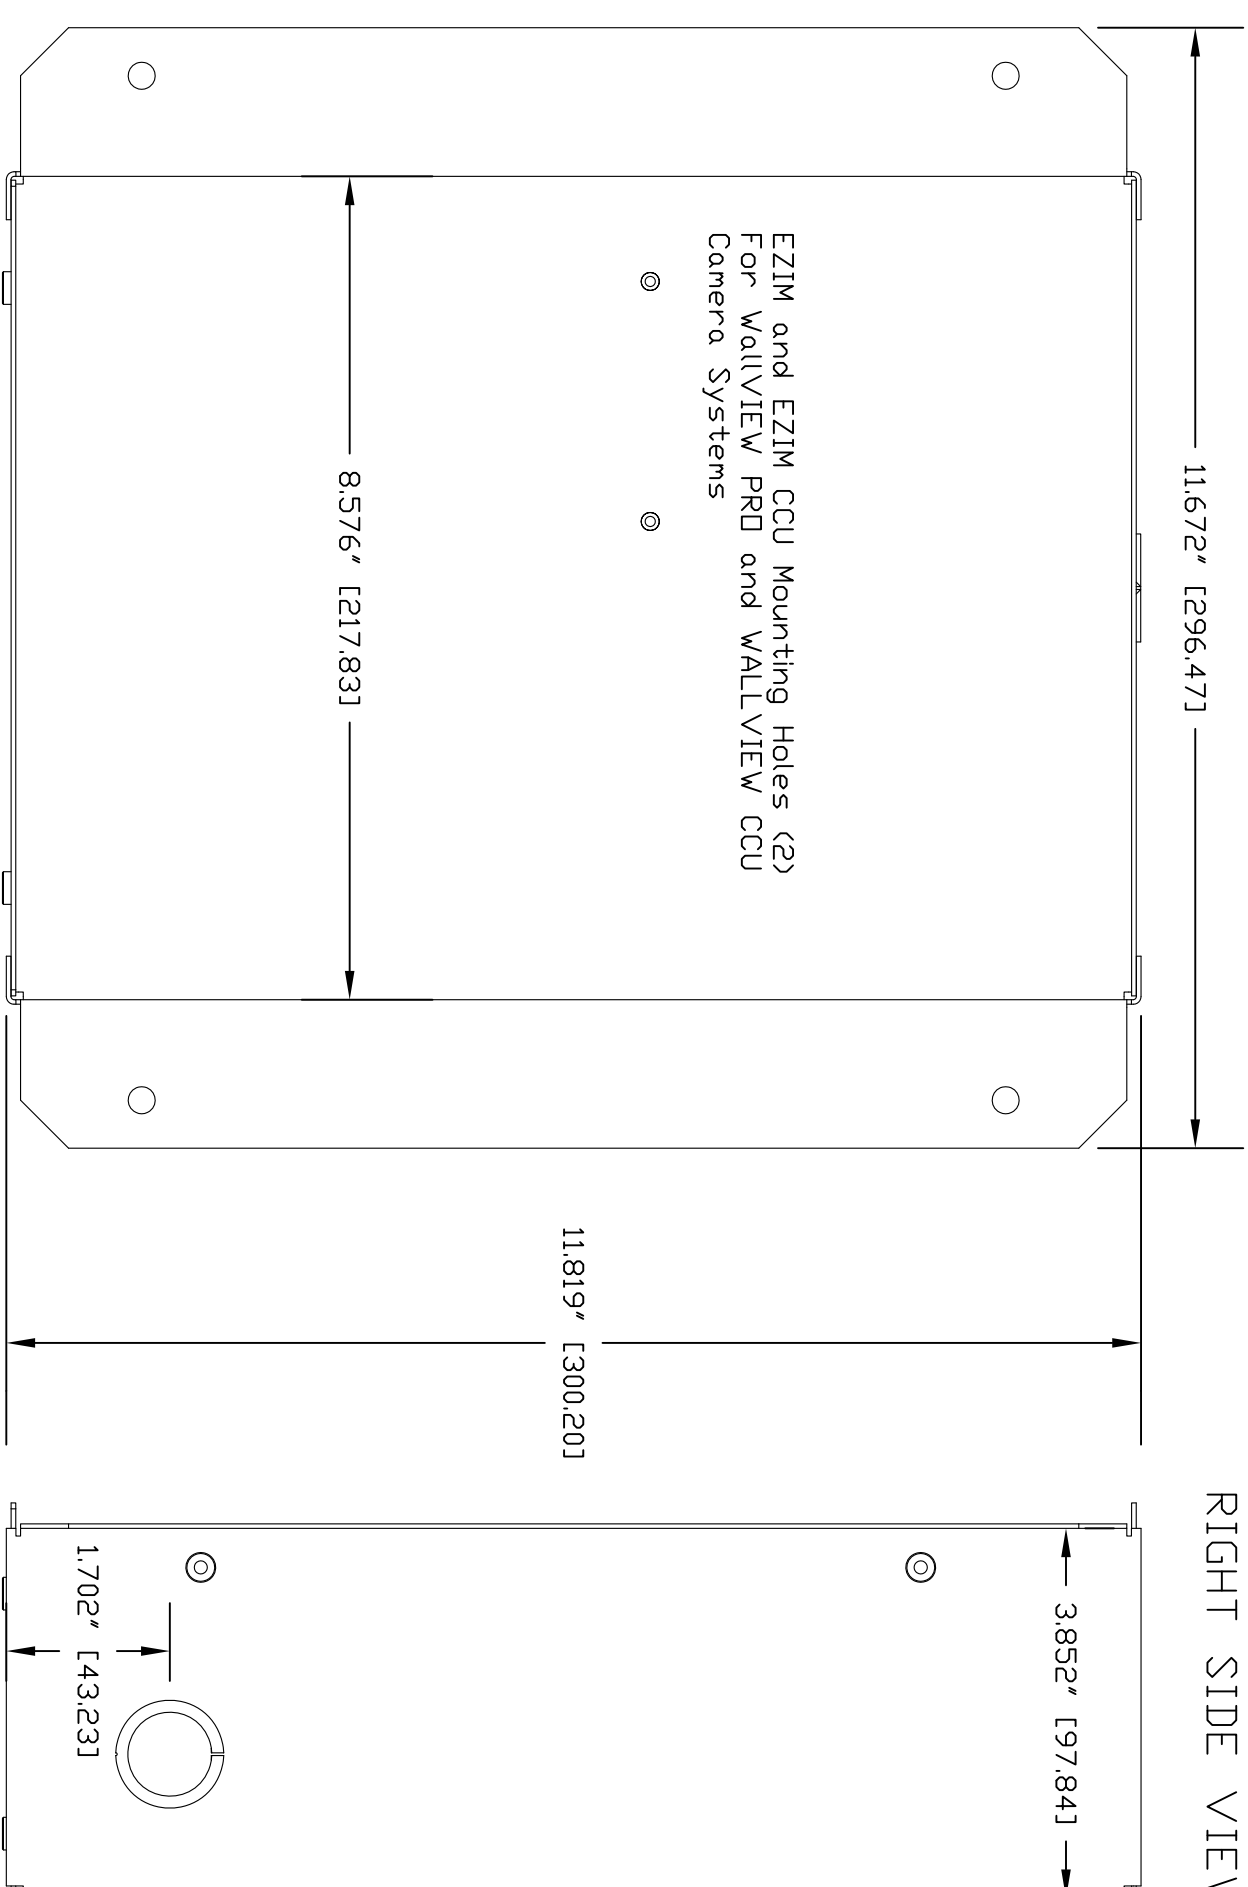 11.672" [296.47]
EZIM and EZIM CCU Mounting Holes (2)
For WallVIEW PRO and WALLVIEW CCU
Camera Systems
8.576" [217.83]
11.819" [300.20]
RIGHT SIDE VIEW
3.852" [97.84]
1.702" [43.23]